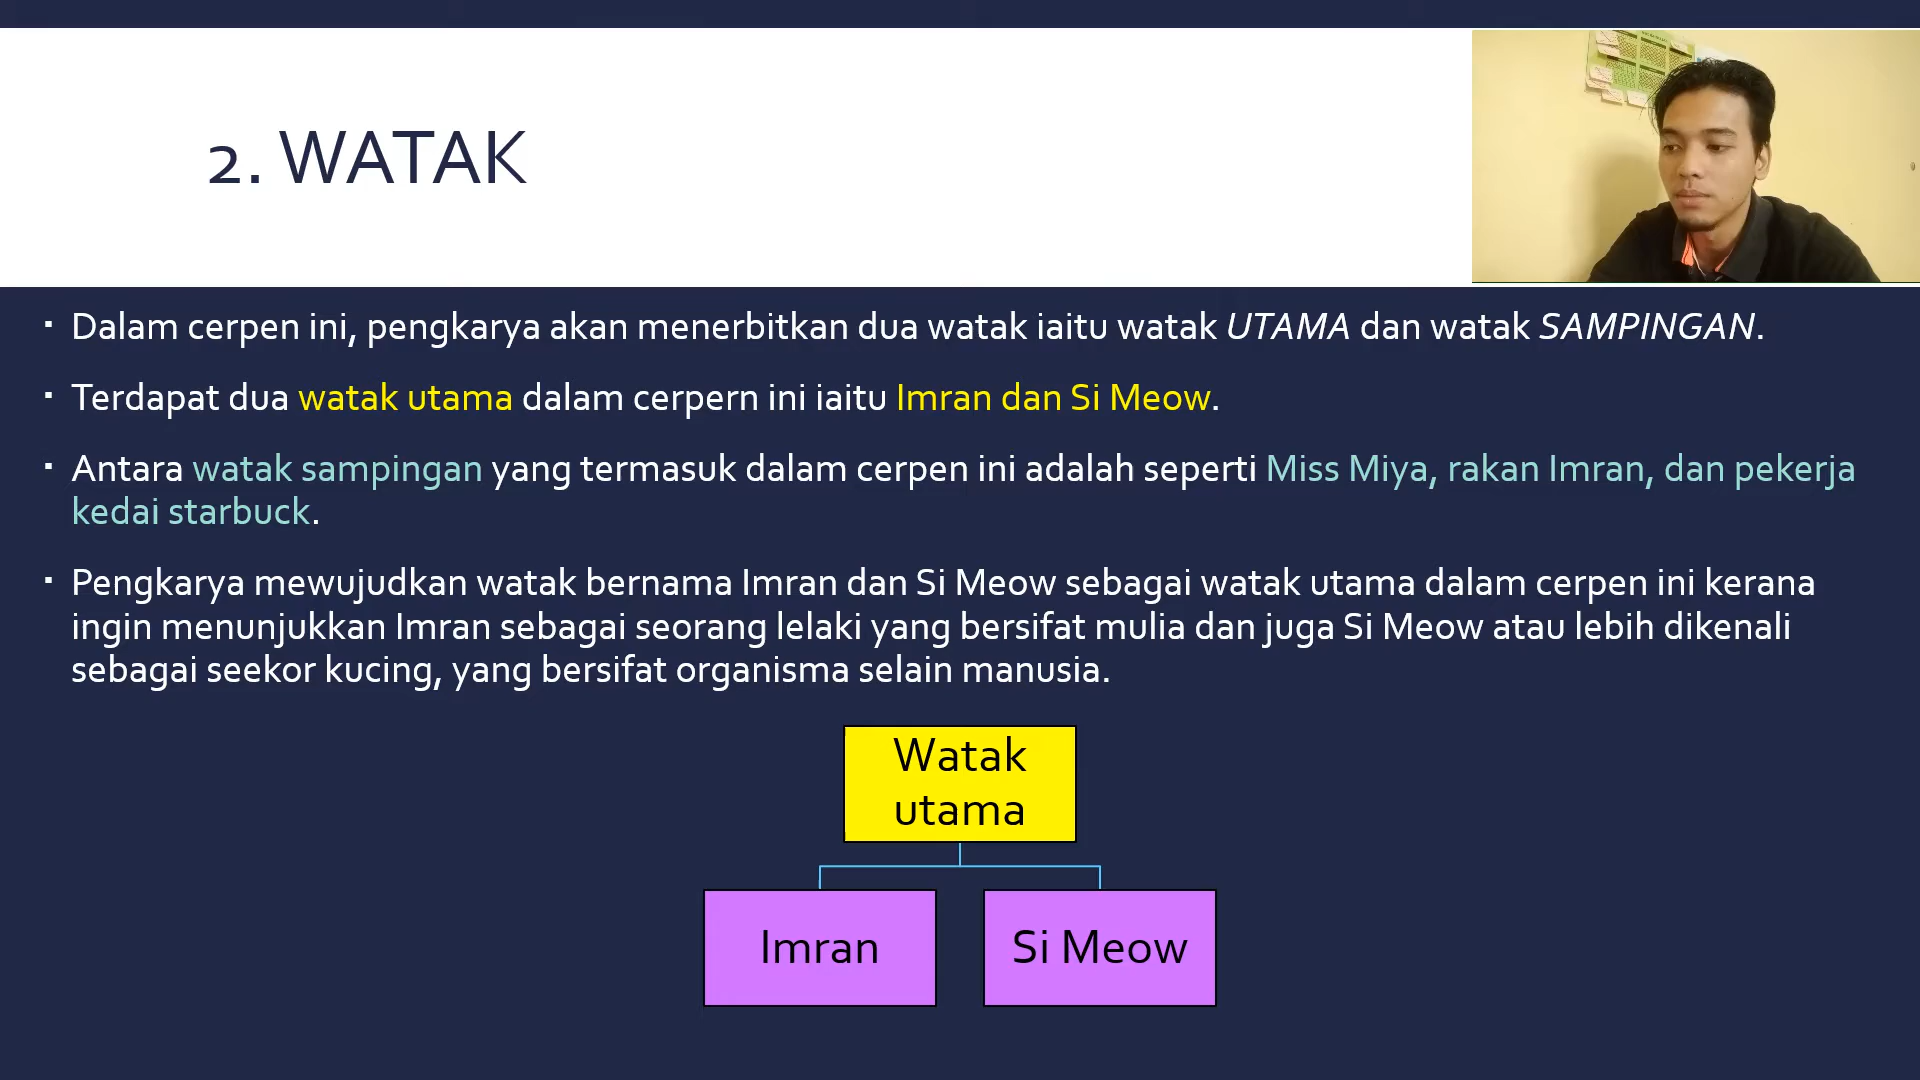 2. WATAK
▪ Dalam cerpen ini, pengkarya akan menerbitkan dua watak iaitu watak UTAMA dan watak SAMPINGAN.
▪ Terdapat dua watak utama dalam cerpern ini iaitu Imran dan Si Meow.
▪ Antara watak sampingan yang termasuk dalam cerpen ini adalah seperti Miss Miya, rakan Imran, dan pekerja
kedai starbuck.
▪ Pengkarya mewujudkan watak bernama Imran dan Si Meow sebagai watak utama dalam cerpen ini kerana
ingin menunjukkan Imran sebagai seorang lelaki yang bersifat mulia dan juga Si Meow atau lebih dikenali
sebagai seekor kucing, yang bersifat organisma selain manusia.
Watak
utama
Imran
Si Meow